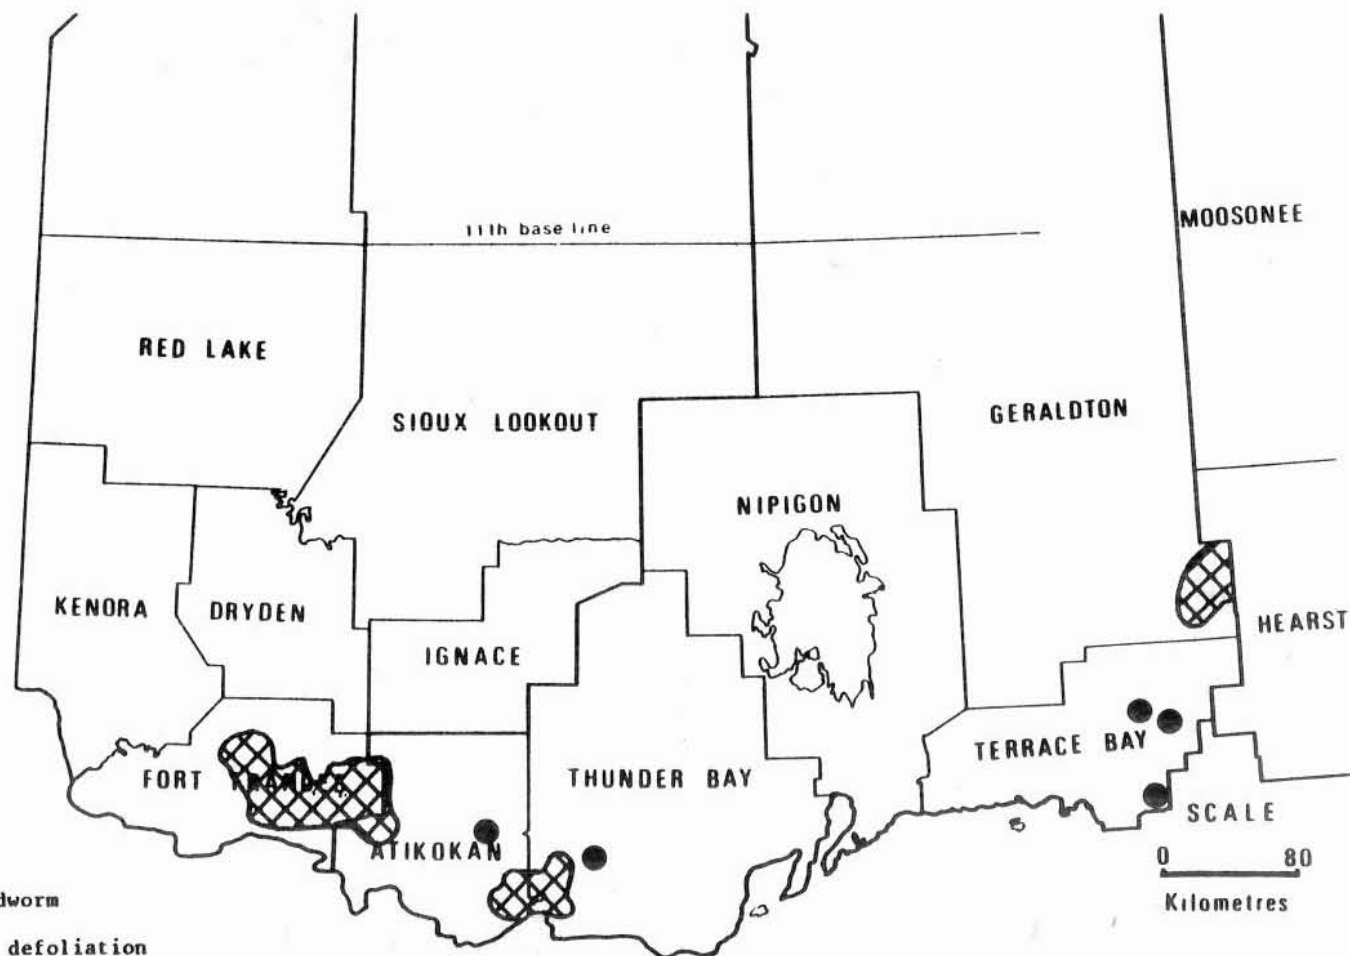 11th base line
MOOSONEE
RED LAKE
SIOUX LOOKOUT
GERALDTON
NIPIGON
KENORA
DRYDEN
IGNACE
HEARST
FORT
THUNDER BAY
TERRACE BAY
ATIKOKAN
SCALE
0 80
Kilometres
dworm
defoliation